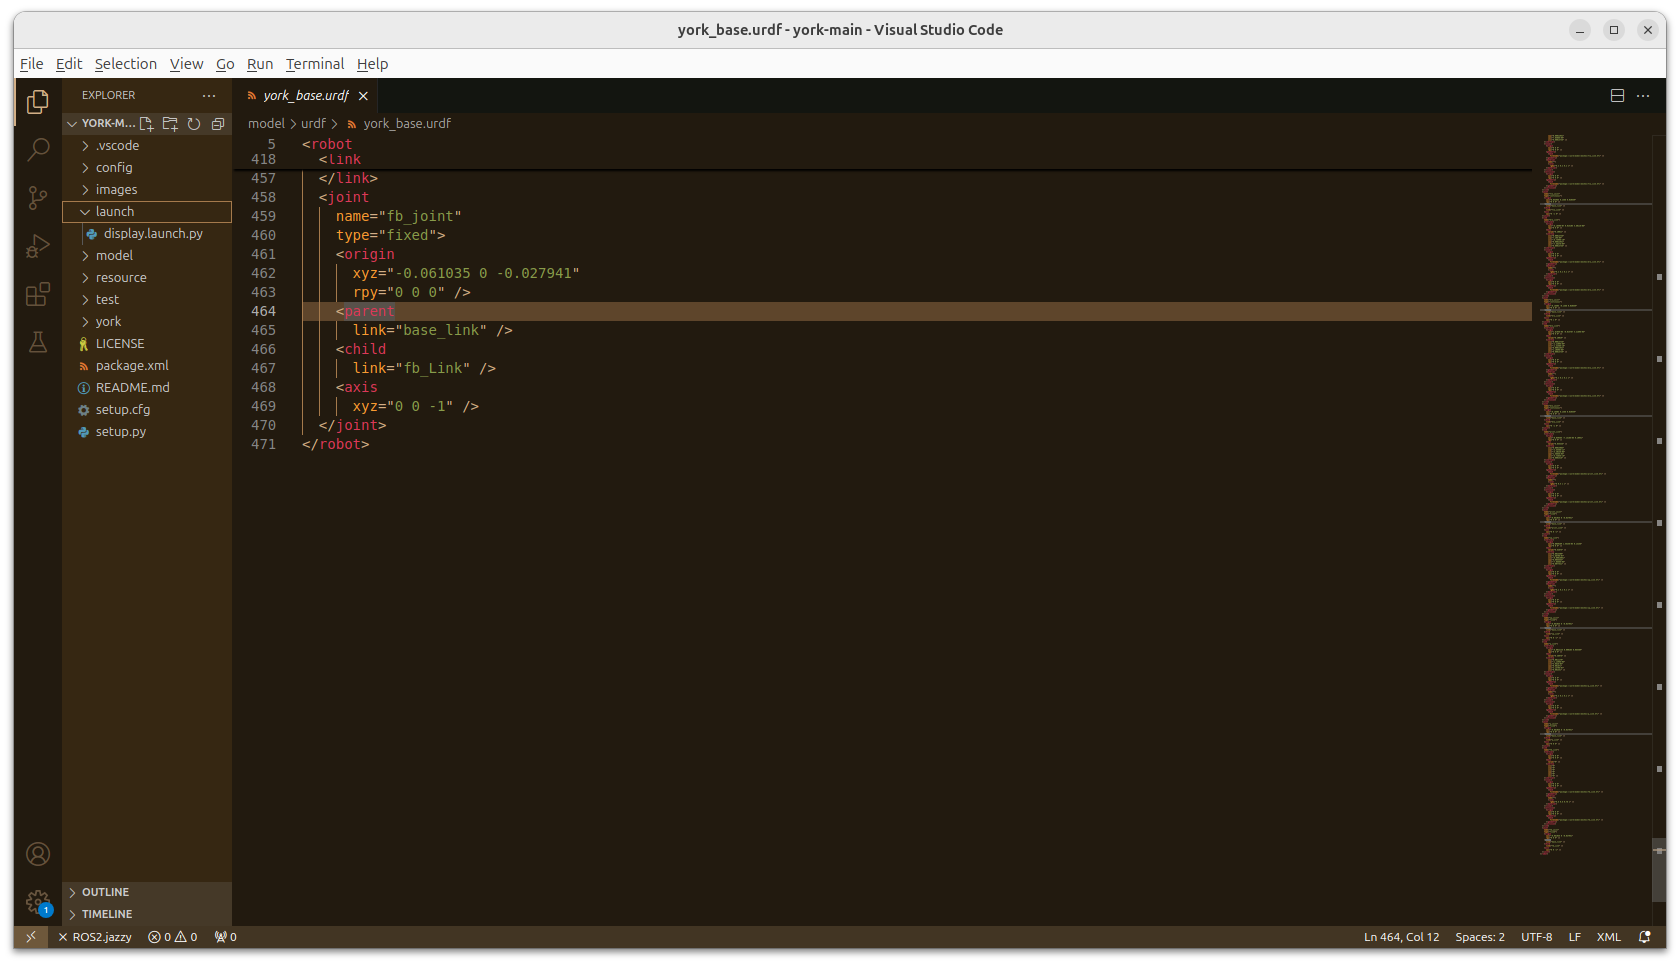 york_base.urdf - york-main - Visual Studio Code
File Edit Selection View Go Run Terminal Help
EXPLORER
YORK-M...
.vscode
config
images
launch
display.launch.py
model
resource
test
york
LICENSE
package.xml
README.md
setup.cfg
setup.py
OUTLINE
TIMELINE
york_base.urdf
model > urdf > york_base.urdf
5 <robot
418 <link
457 </link>
458 <joint
459 name="fb_joint"
460 type="fixed">
461 <origin
462 xyz="-0.061035 0 -0.027941"
463 rpy="0 0 0" />
464 <parent
465 link="base_link" />
466 <child
467 link="fb_Link" />
468 <axis
469 xyz="0 0 -1" />
470 </joint>
471 </robot>
1
ROS2.jazzy 0 0 0 Ln 464, Col 12 Spaces: 2 UTF-8 LF XML